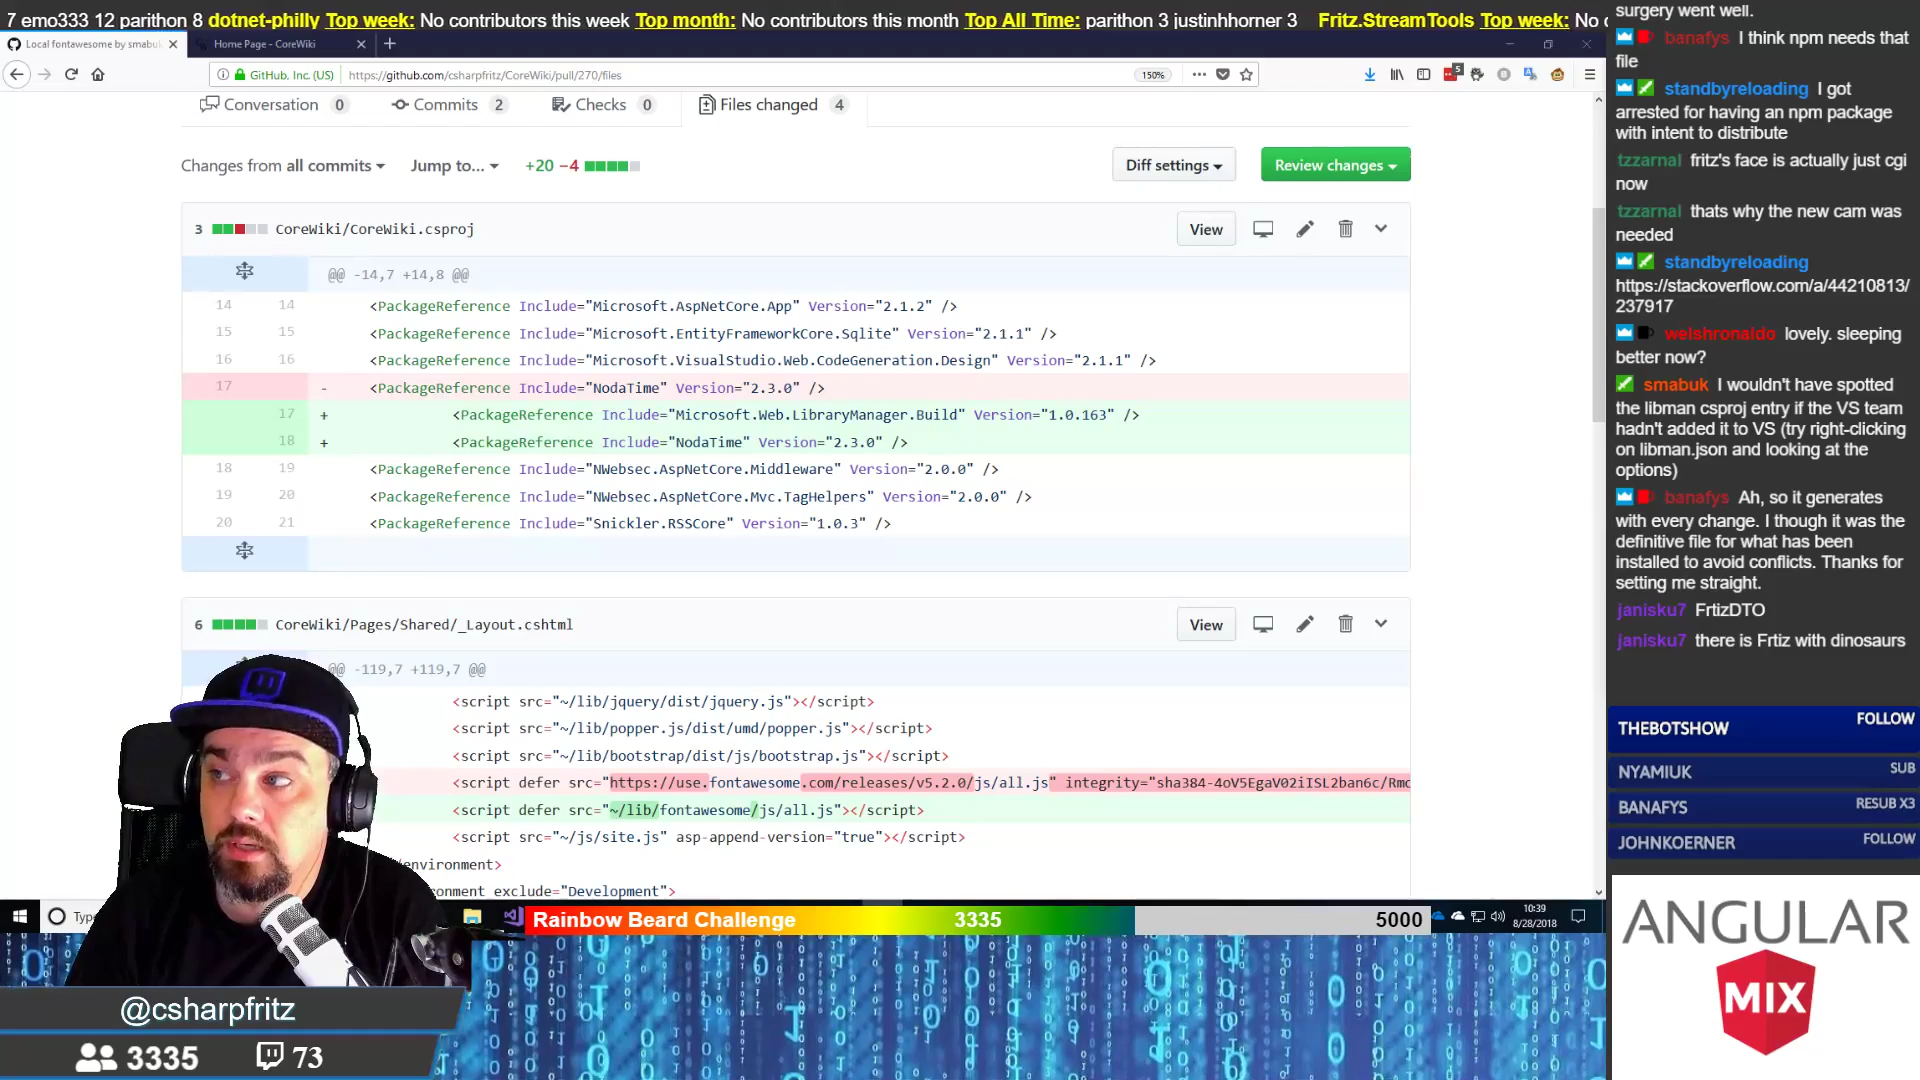 7 emo333 12 parithon 8 dotnet-philly Top week: No contributors this week Top month: No contributors this month Top All Time: parithon 3 justinhhorner 3 Fritz.StreamTools Top week: No
Local fontawesome by smabuk
Home Page - CoreWiki
GitHub, Inc. (US)
https://github.com/csharpfritz/CoreWiki/pull/270/files
150%
5
Conversation 0
Commits 2
Checks 0
Files changed 4
Changes from all commits
Jump to...
+20 −4
Diff settings
Review changes
3 CoreWiki/CoreWiki.csproj
View
@@ -14,7 +14,8 @@
14 14 <PackageReference Include="Microsoft.AspNetCore.App" Version="2.1.2" />
15 15 <PackageReference Include="Microsoft.EntityFrameworkCore.Sqlite" Version="2.1.1" />
16 16 <PackageReference Include="Microsoft.VisualStudio.Web.CodeGeneration.Design" Version="2.1.1" />
17 - <PackageReference Include="NodaTime" Version="2.3.0" />
17 + <PackageReference Include="Microsoft.Web.LibraryManager.Build" Version="1.0.163" />
18 + <PackageReference Include="NodaTime" Version="2.3.0" />
18 19 <PackageReference Include="NWebsec.AspNetCore.Middleware" Version="2.0.0" />
19 20 <PackageReference Include="NWebsec.AspNetCore.Mvc.TagHelpers" Version="2.0.0" />
20 21 <PackageReference Include="Snickler.RSSCore" Version="1.0.3" />
6 CoreWiki/Pages/Shared/_Layout.cshtml
View
@@ -119,7 +119,7 @@
<script src="~/lib/jquery/dist/jquery.js"></script>
<script src="~/lib/popper.js/dist/umd/popper.js"></script>
<script src="~/lib/bootstrap/dist/js/bootstrap.js"></script>
<script defer src="https://use.fontawesome.com/releases/v5.2.0/js/all.js" integrity="sha384-4oV5EgaV02iISL2ban6c/Rmo
<script defer src="~/lib/fontawesome/js/all.js"></script>
<script src="~/js/site.js" asp-append-version="true"></script>
environment>
onment exclude="Development">
Typ
Rainbow Beard Challenge
3335
5000
10:39
8/28/2018
@csharpfritz
3335
73
surgery went well.
banafys I think npm needs that
file
standbyreloading I got
arrested for having an npm package
with intent to distribute
tzzarnal fritz's face is actually just cgi
now
tzzarnal thats why the new cam was
needed
standbyreloading
https://stackoverflow.com/a/44210813/
237917
welshronaldo lovely. sleeping
better now?
smabuk I wouldn't have spotted
the libman csproj entry if the VS team
hadn't added it to VS (try right-clicking
on libman.json and looking at the
options)
banafys Ah, so it generates
with every change. I though it was the
definitive file for what has been
installed to avoid conflicts. Thanks for
setting me straight.
janisku7 FrtizDTO
janisku7 there is Frtiz with dinosaurs
THEBOTSHOW FOLLOW
NYAMIUK SUB
BANAFYS RESUB X3
JOHNKOERNER FOLLOW
ANGULAR
MIX